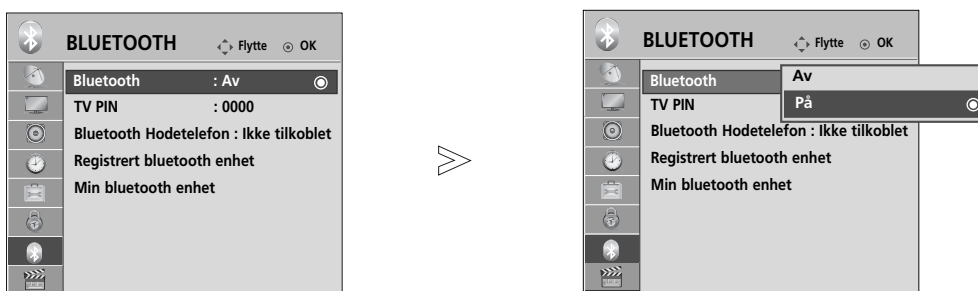 BLUETOOTH Flytte OK
Bluetooth : Av
TV PIN : 0000
Bluetooth Hodetelefon : Ikke tilkoblet
Registrert bluetooth enhet
Min bluetooth enhet
BLUETOOTH Flytte OK
Bluetooth Av
TV PIN På
Bluetooth Hodetelefon : Ikke tilkoblet
Registrert bluetooth enhet
Min bluetooth enhet